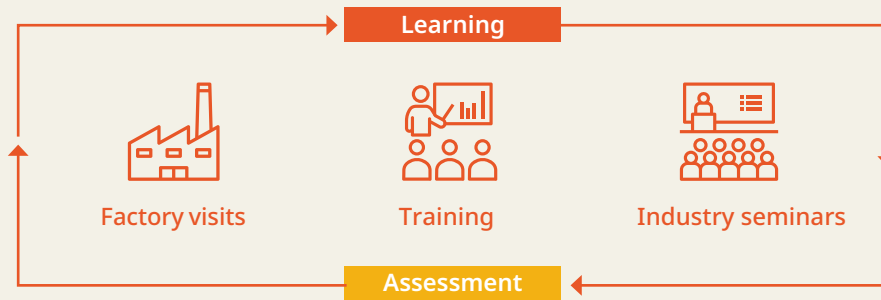 Learning
Factory visits
Training
Industry seminars
Assessment